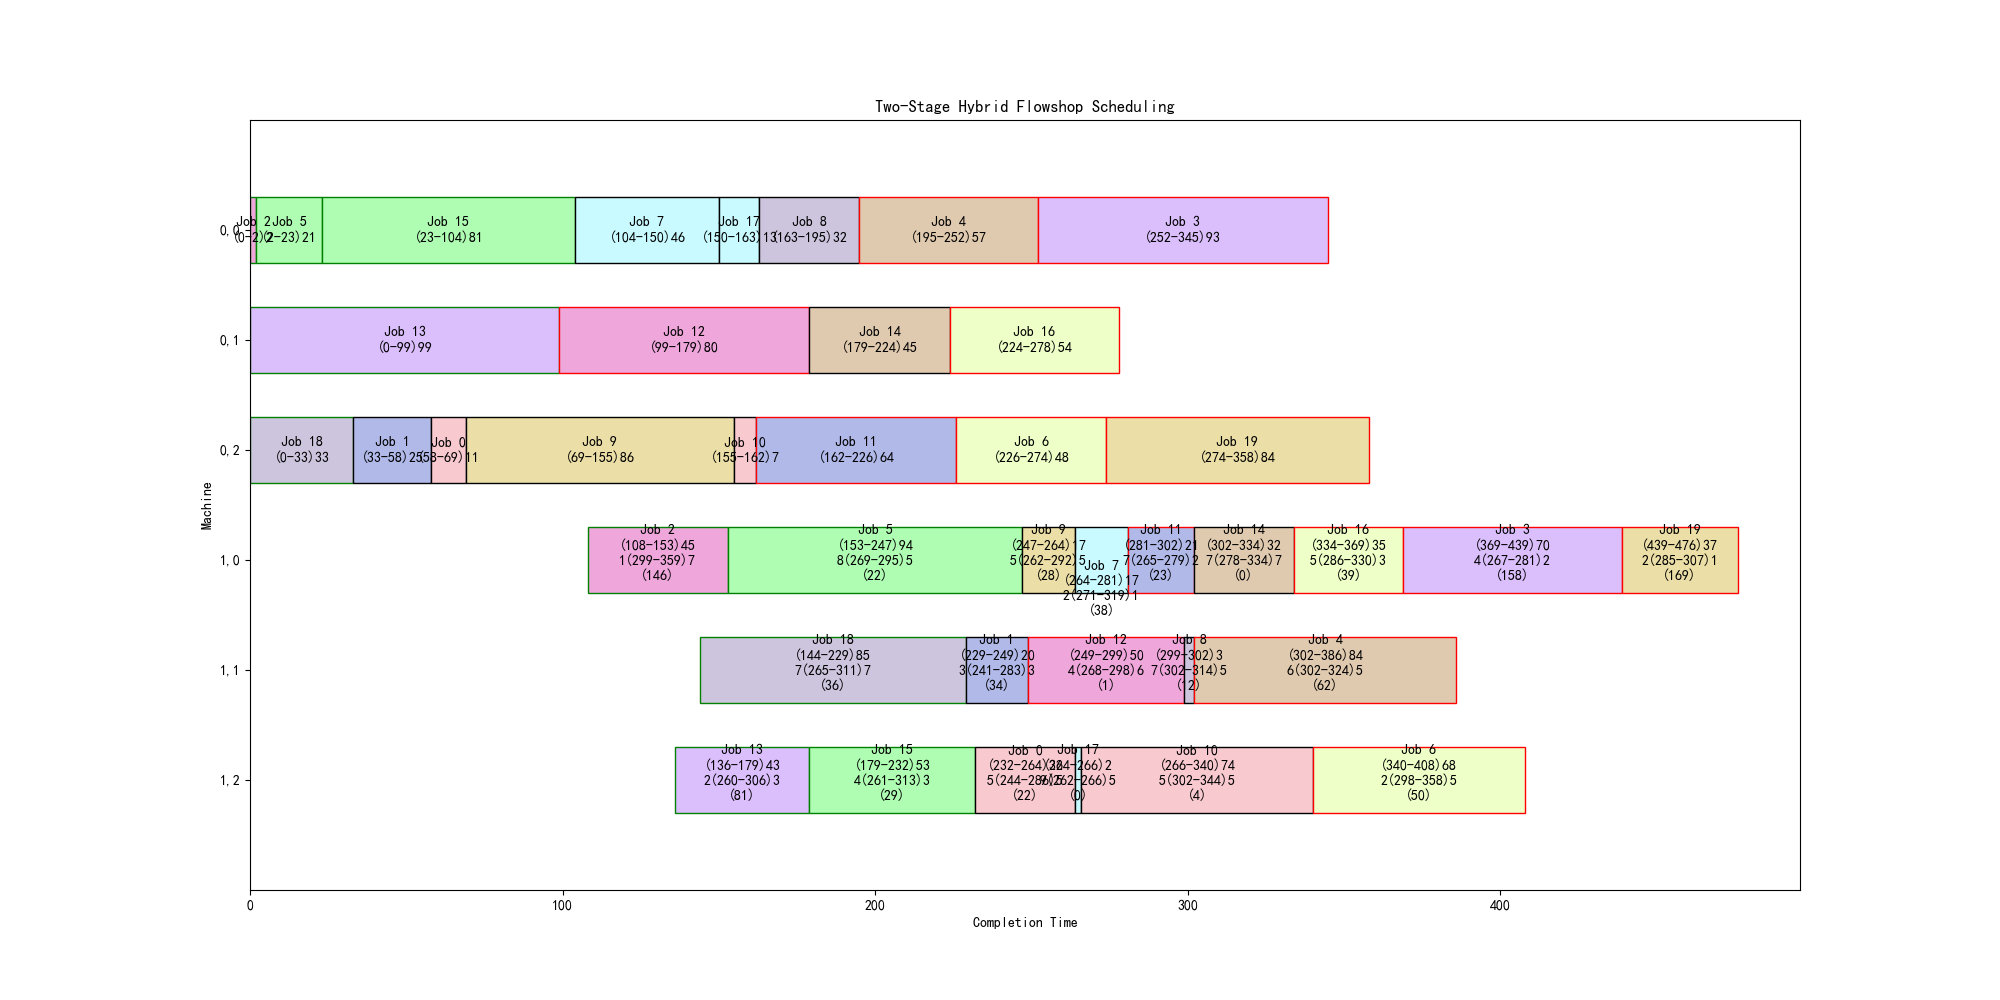 Two-Stage Hybrid Flowshop Scheduling
Machine
0,0
Job 2
(0-2)2
Job 5
(2-23)21
Job 15
(23-104)81
Job 7
(104-150)46
Job 17
(150-163)13
Job 8
(163-195)32
Job 4
(195-252)57
Job 3
(252-345)93
0,1
Job 13
(0-99)99
Job 12
(99-179)80
Job 14
(179-224)45
Job 16
(224-278)54
0,2
Job 18
(0-33)33
Job 1
(33-58)25
Job 0
(58-69)11
Job 9
(69-155)86
Job 10
(155-162)7
Job 11
(162-226)64
Job 6
(226-274)48
Job 19
(274-358)84
1,0
Job 2
(108-153)45
1(299-359)7
(146)
Job 5
(153-247)94
8(269-295)5
(22)
Job 9
(247-264)17
5(262-292)5
(28)
Job 7
(264-281)17
2(271-319)1
(38)
Job 11
(281-302)21
7(265-279)2
(23)
Job 14
(302-334)32
7(278-334)7
(0)
Job 16
(334-369)35
5(286-330)3
(39)
Job 3
(369-439)70
4(267-281)2
(158)
Job 19
(439-476)37
2(285-307)1
(169)
1,1
Job 18
(144-229)85
7(265-311)7
(36)
Job 1
(229-249)20
3(241-283)3
(34)
Job 12
(249-299)50
4(268-298)6
(1)
Job 8
(299-302)3
7(302-314)5
(12)
Job 4
(302-386)84
6(302-324)5
(62)
1,2
Job 13
(136-179)43
2(260-306)3
(81)
Job 15
(179-232)53
4(261-313)3
(29)
Job 0
(232-264)32
5(244-286)5
(22)
Job 17
(264-266)2
9(262-266)5
(0)
Job 10
(266-340)74
5(302-344)5
(4)
Job 6
(340-408)68
2(298-358)5
(50)
0
100
200
300
400
Completion Time